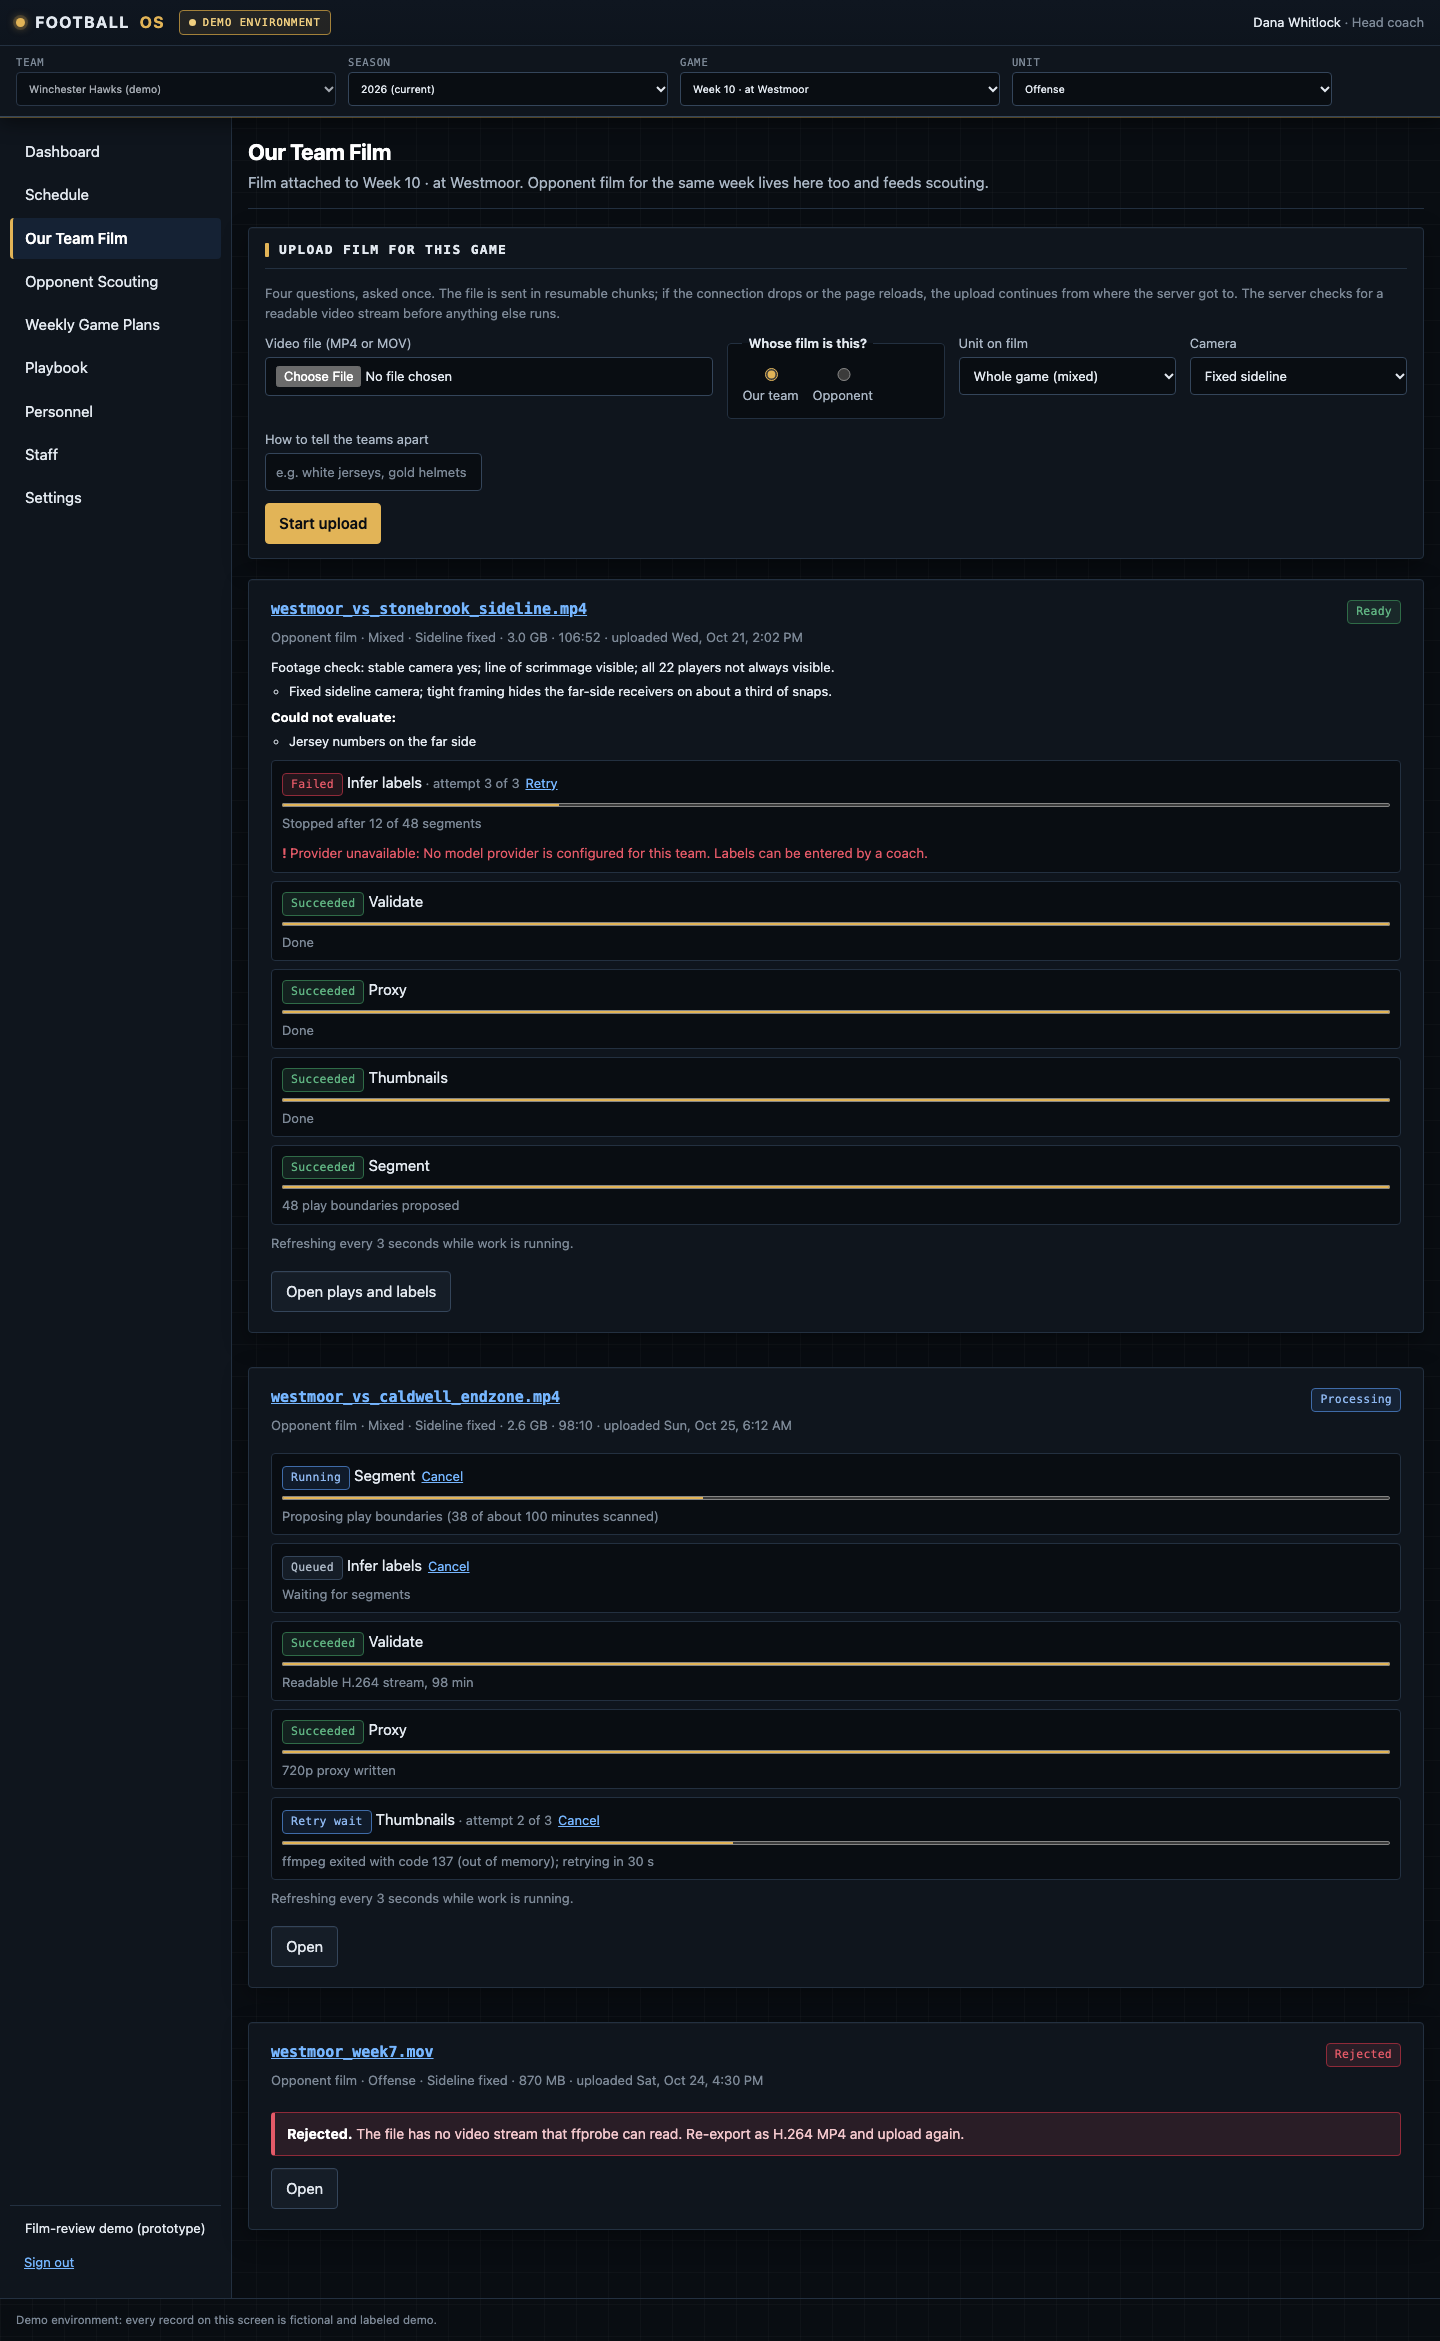 FOOTBALL OS
DEMO ENVIRONMENT
Dana Whitlock · Head coach
TEAM
Winchester Hawks (demo)
SEASON
2026 (current)
GAME
Week 10 · at Westmoor
UNIT
Offense
Dashboard
Schedule
Our Team Film
Opponent Scouting
Weekly Game Plans
Playbook
Personnel
Staff
Settings
Film-review demo (prototype)
Sign out
Our Team Film
Film attached to Week 10 · at Westmoor. Opponent film for the same week lives here too and feeds scouting.
UPLOAD FILM FOR THIS GAME
Four questions, asked once. The file is sent in resumable chunks; if the connection drops or the page reloads, the upload continues from where the server got to. The server checks for a
readable video stream before anything else runs.
Video file (MP4 or MOV)
Choose File No file chosen
Whose film is this?
Our team
Opponent
Unit on film
Whole game (mixed)
Camera
Fixed sideline
How to tell the teams apart
e.g. white jerseys, gold helmets
Start upload
westmoor_vs_stonebrook_sideline.mp4
Ready
Opponent film · Mixed · Sideline fixed · 3.0 GB · 106:52 · uploaded Wed, Oct 21, 2:02 PM
Footage check: stable camera yes; line of scrimmage visible; all 22 players not always visible.
Fixed sideline camera; tight framing hides the far-side receivers on about a third of snaps.
Could not evaluate:
Jersey numbers on the far side
Failed Infer labels · attempt 3 of 3 Retry
Stopped after 12 of 48 segments
! Provider unavailable: No model provider is configured for this team. Labels can be entered by a coach.
Succeeded Validate
Done
Succeeded Proxy
Done
Succeeded Thumbnails
Done
Succeeded Segment
48 play boundaries proposed
Refreshing every 3 seconds while work is running.
Open plays and labels
westmoor_vs_caldwell_endzone.mp4
Processing
Opponent film · Mixed · Sideline fixed · 2.6 GB · 98:10 · uploaded Sun, Oct 25, 6:12 AM
Running Segment Cancel
Proposing play boundaries (38 of about 100 minutes scanned)
Queued Infer labels Cancel
Waiting for segments
Succeeded Validate
Readable H.264 stream, 98 min
Succeeded Proxy
720p proxy written
Retry wait Thumbnails · attempt 2 of 3 Cancel
ffmpeg exited with code 137 (out of memory); retrying in 30 s
Refreshing every 3 seconds while work is running.
Open
westmoor_week7.mov
Rejected
Opponent film · Offense · Sideline fixed · 870 MB · uploaded Sat, Oct 24, 4:30 PM
Rejected. The file has no video stream that ffprobe can read. Re-export as H.264 MP4 and upload again.
Open
Demo environment: every record on this screen is fictional and labeled demo.